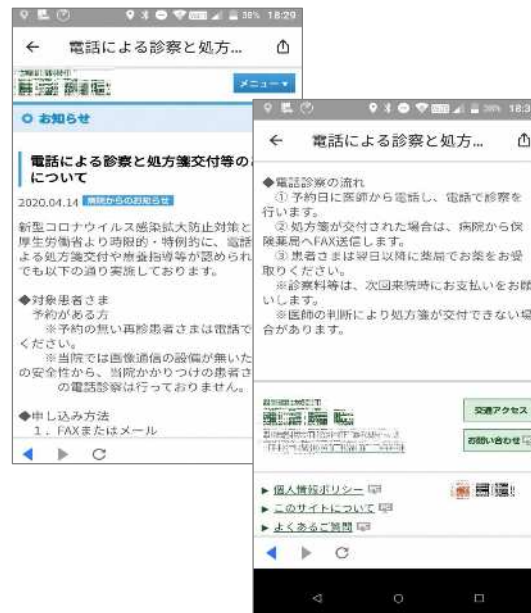 38% 18:29
← 電話による診察と処方...
メニュー▼
お知らせ
電話による診察と処方箋交付等の
について
2020.04.14 病院からのお知らせ
新型コロナウイルス感染拡大防止対策と
厚生労働省より時限的・特例的に、電話
よる処方箋交付や療養指導等が認められ
でも以下の通り実施しております。
◆対象患者さま
予約がある方
※予約の無い再診患者さまは電話で
ください。
※当院では画像通信の設備が無いた
の安全性から、当院かかりつけの患者さ
の電話診察は行っておりません。
◆申し込み方法
1. FAXまたはメール
38% 18:3
← 電話による診察と処方...
◆電話診察の流れ
① 予約日に医師から電話し、電話で診察を
行います。
② 処方箋が交付された場合は、病院から保
険薬局へFAX送信します。
③ 患者さまは翌日以降に薬局でお薬をお受
取りください。
※診察料等は、次回来院時にお支払いをお願
いします。
※医師の判断により処方箋が交付できない場
合があります。
交通アクセス
お問い合わせ
▶ 個人情報ポリシー
▶ このサイトについて
▶ よくあるご質問